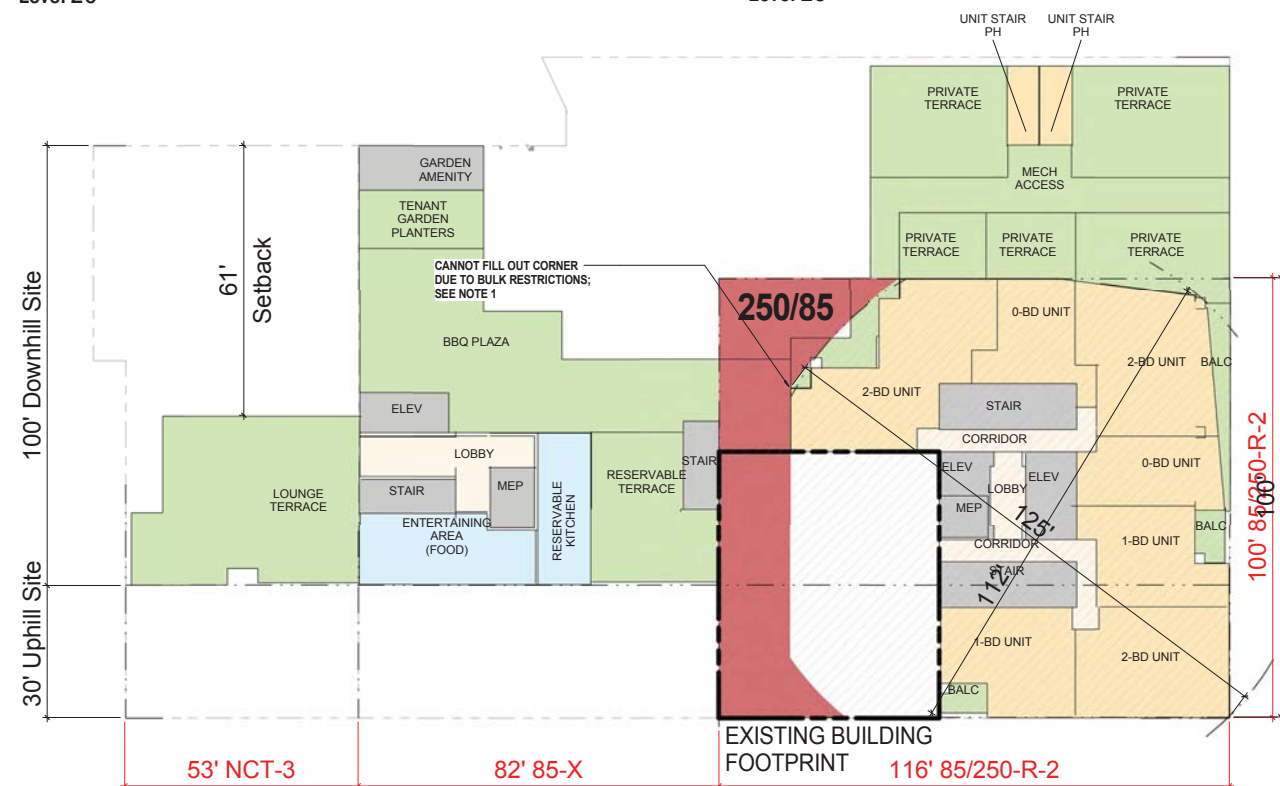 UNIT STAIR
PH
UNIT STAIR
PH
PRIVATE
TERRACE
PRIVATE
TERRACE
MECH
ACCESS
PRIVATE
TERRACE
PRIVATE
TERRACE
PRIVATE
TERRACE
GARDEN
AMENITY
TENANT
GARDEN
PLANTERS
61'
Setback
100' Downhill Site
30' Uphill Site
CANNOT FILL OUT CORNER
DUE TO BULK RESTRICTIONS;
SEE NOTE 1
250/85
BBQ PLAZA
ELEV
LOBBY
STAIR
MEP
ENTERTAINING
AREA
(FOOD)
RESERVABLE
KITCHEN
RESERVABLE
TERRACE
STAIR
LOUNGE
TERRACE
0-BD UNIT
2-BD UNIT
BALC
2-BD UNIT
STAIR
CORRIDOR
ELEV
LOBBY
ELEV
MEP
0-BD UNIT
BALC
125'
CORRIDOR
1-BD UNIT
STAIR
112'
1-BD UNIT
2-BD UNIT
BALC
100' 85/250-R-2
100
EXISTING BUILDING
FOOTPRINT
53' NCT-3
82' 85-X
116' 85/250-R-2